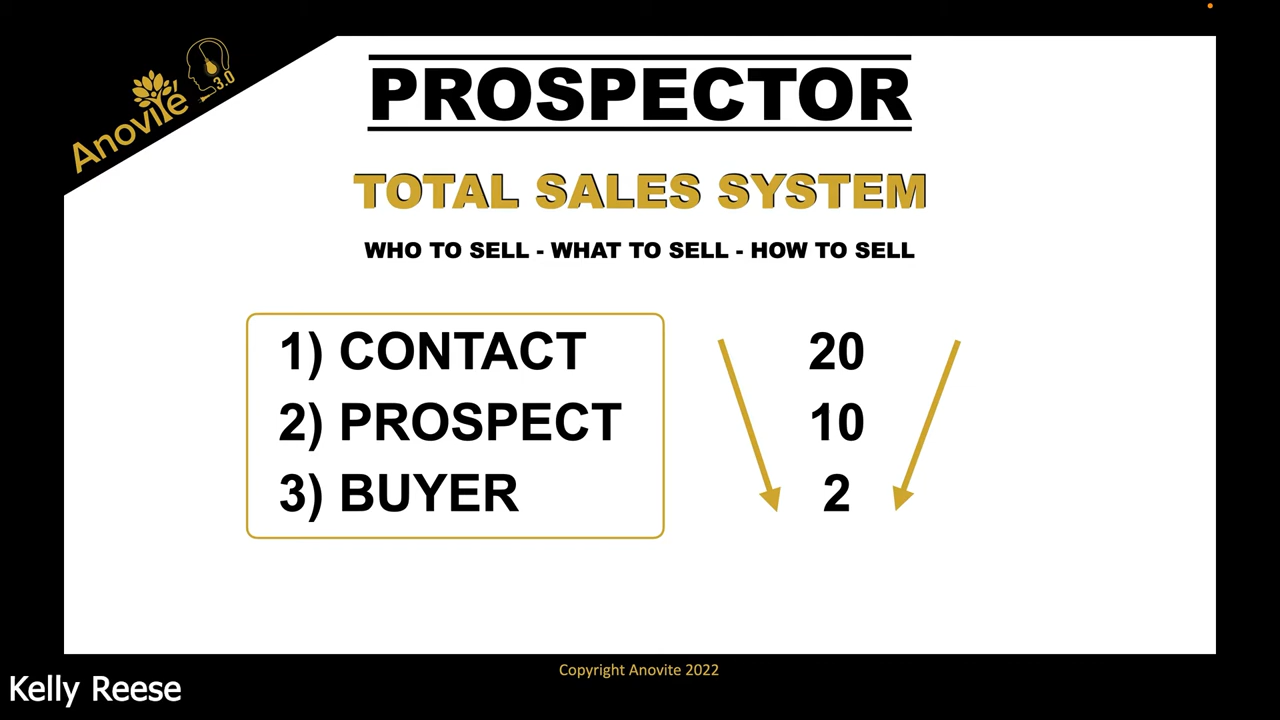 Anovite
3.0
PROSPECTOR
TOTAL SALES SYSTEM
WHO TO SELL - WHAT TO SELL - HOW TO SELL
1) CONTACT 20
2) PROSPECT 10
3) BUYER 2
Copyright Anovite 2022
Kelly Reese